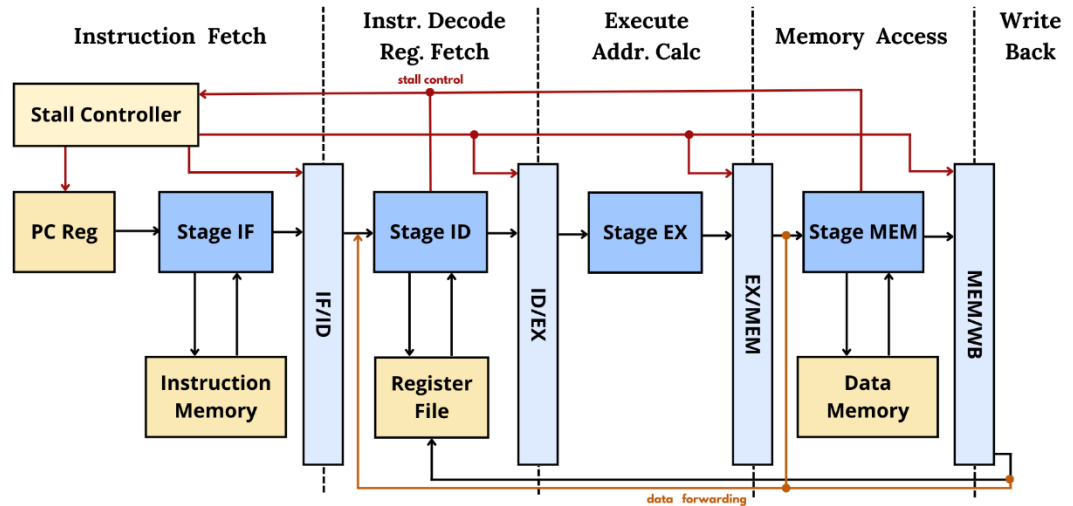 Instruction Fetch
Instr. Decode
Reg. Fetch
Execute
Addr. Calc
Memory Access
Write
Back
stall control
Stall Controller
PC Reg
Stage IF
IF/ID
Stage ID
ID/EX
Stage EX
EX/MEM
Stage MEM
MEM/WB
Instruction
Memory
Register
File
Data
Memory
data forwarding